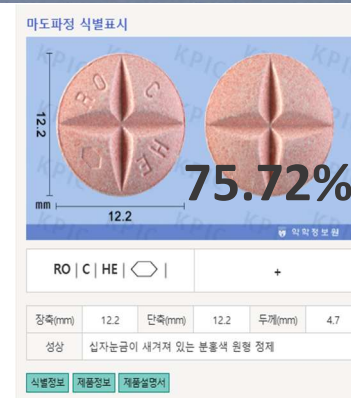 마도파정 식별표시
RO C HE
12.2
mm
12.2
75.72%
약학정보원
RO | C | HE | ⬡ |
+
장축(mm) 12.2 단축(mm) 12.2 두께(mm) 4.7
성상 십자눈금이 새겨져 있는 분홍색 원형 정제
식별정보 제품정보 제품설명서